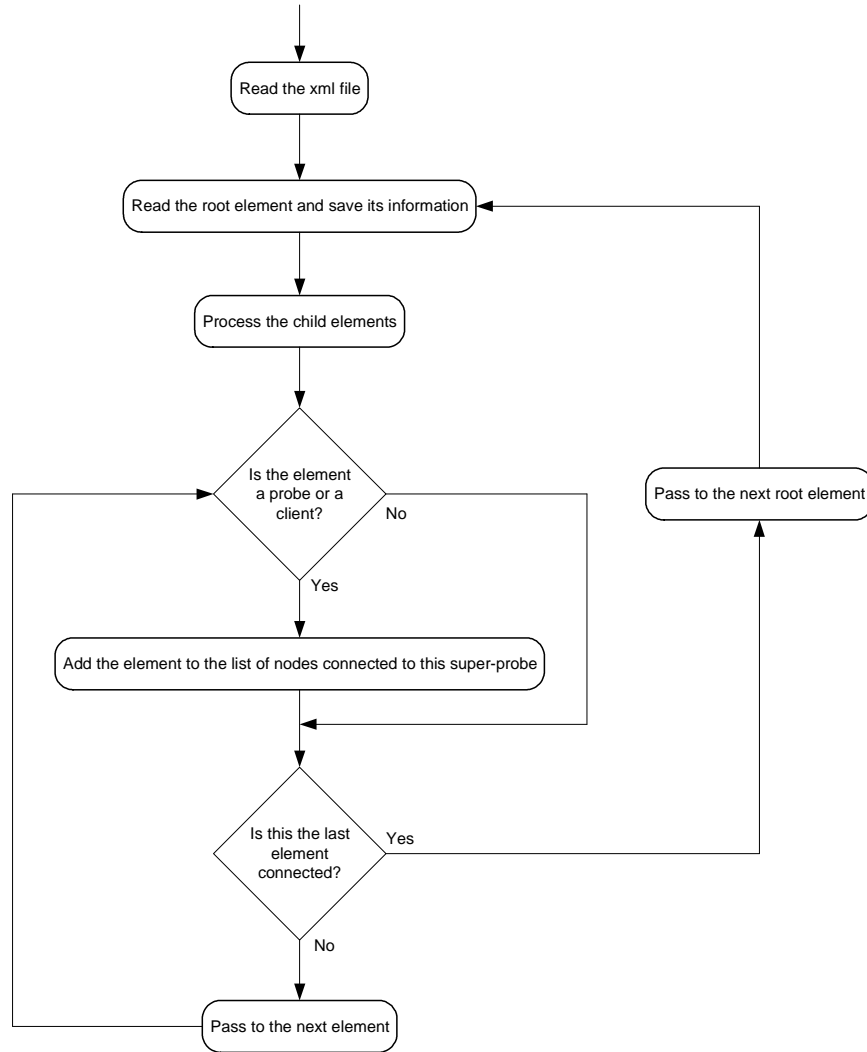 Read the xml file
Read the root element and save its information
Process the child elements
Is the element
a probe or a
client?
No
Pass to the next root element
Yes
Add the element to the list of nodes connected to this super-probe
Is this the last
element
connected?
Yes
No
Pass to the next element